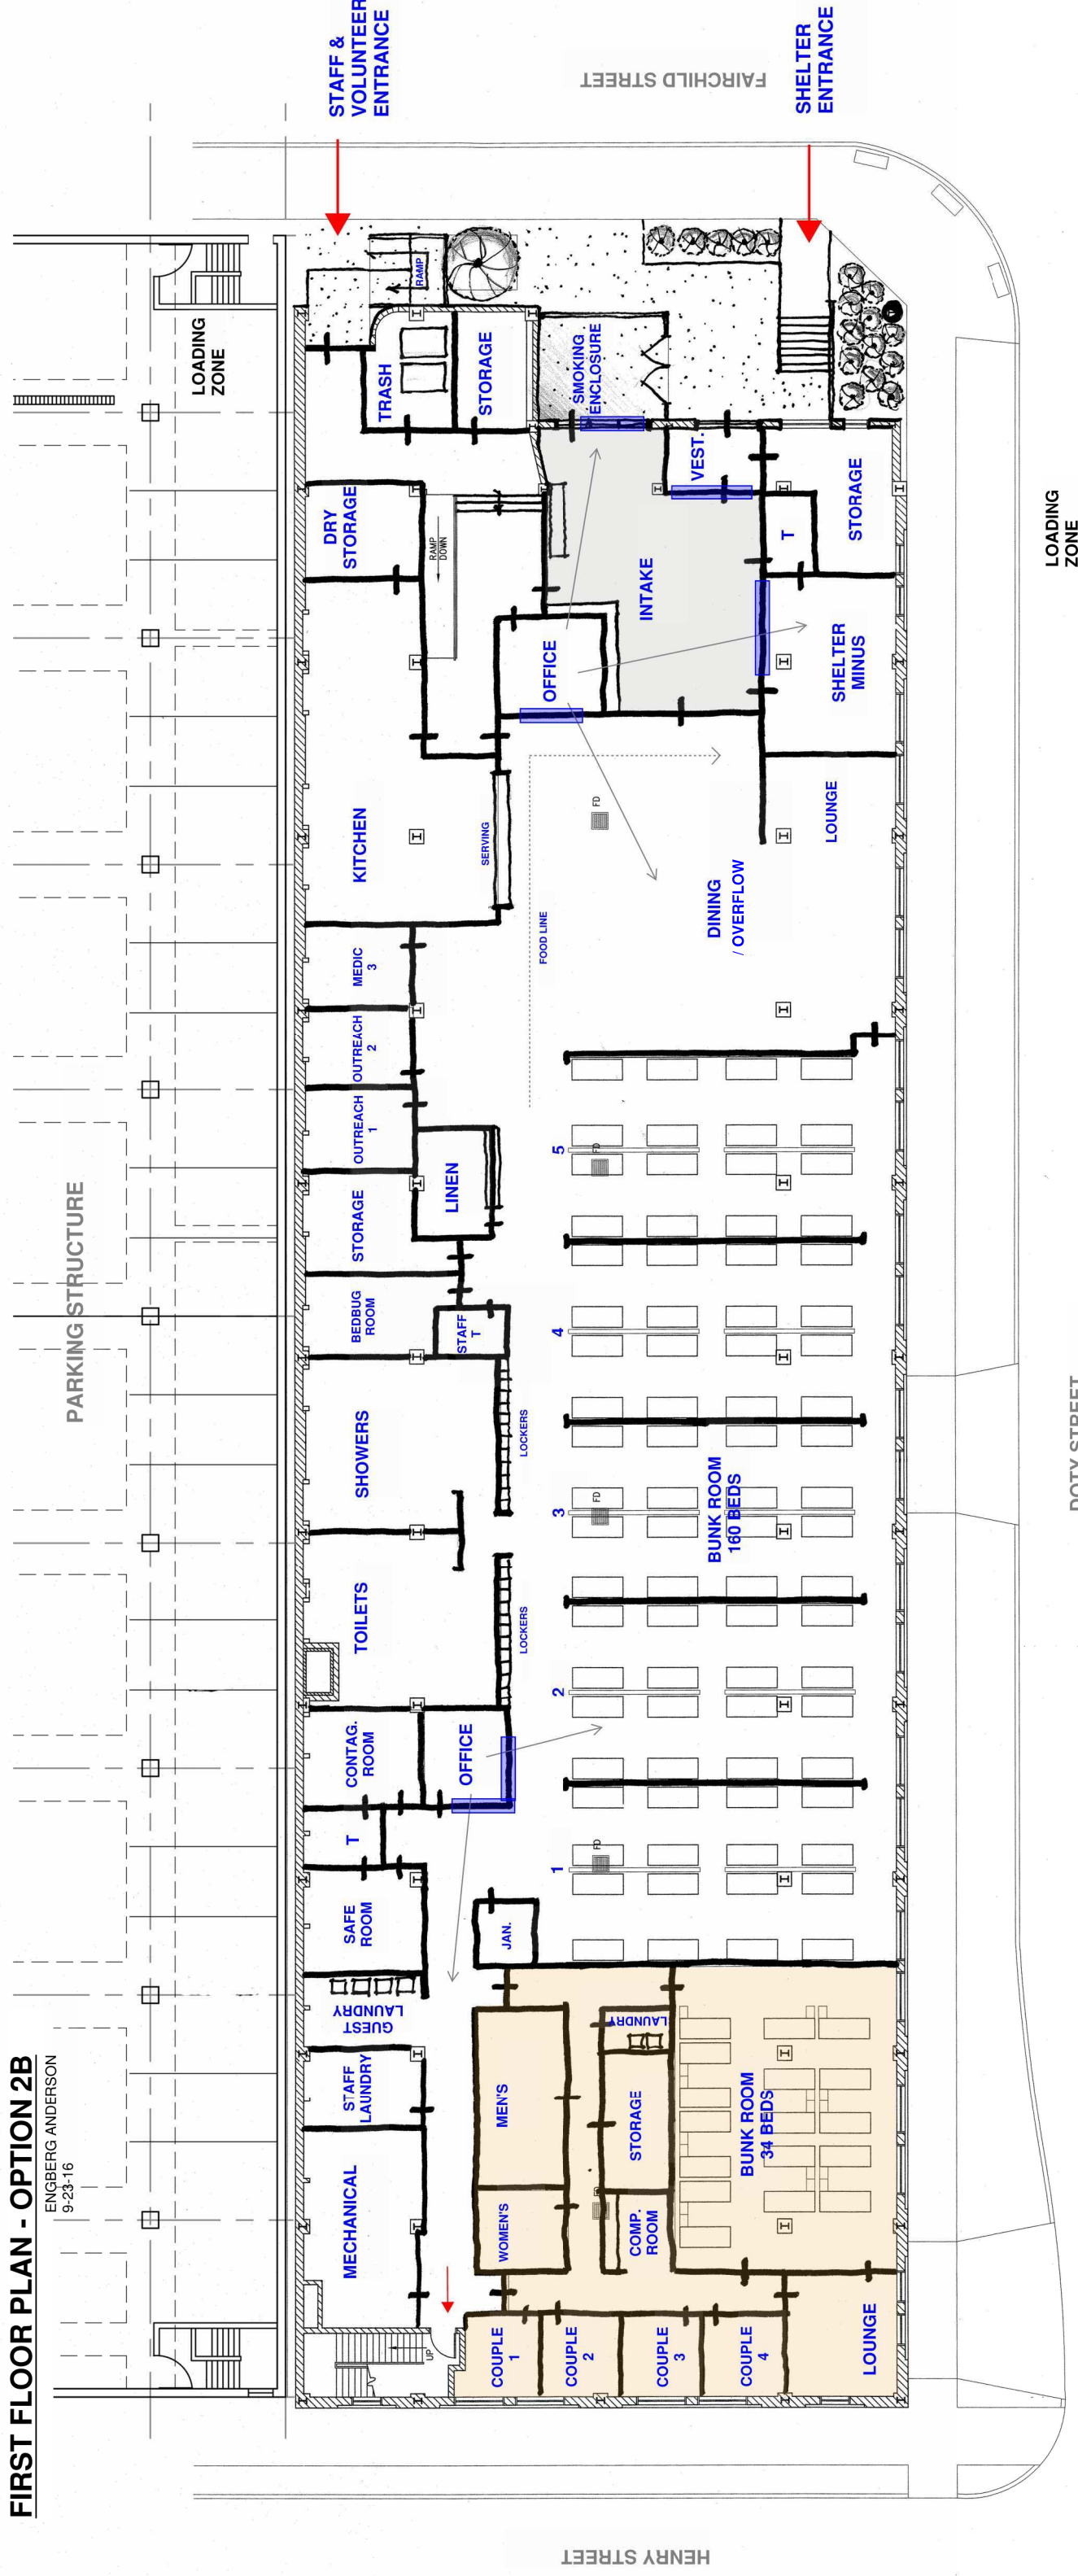 FIRST FLOOR PLAN - OPTION 2B
ENGBERG ANDERSON
9-23-16
PARKING STRUCTURE
LOADING
ZONE
STAFF &
VOLUNTEER
ENTRANCE
FAIRCHILD STREET
SHELTER
ENTRANCE
LOADING
ZONE
DOTY STREET
HENRY STREET
MECHANICAL
STAFF
LAUNDRY
GUEST
LAUNDRY
SAFE
ROOM
T
CONTAG.
ROOM
TOILETS
SHOWERS
BEDBUG
ROOM
STORAGE
OUTREACH
1
OUTREACH
2
MEDIC
3
KITCHEN
DRY
STORAGE
TRASH
RAMP
STORAGE
UP
OFFICE
LOCKERS
LOCKERS
STAFF
T
LINEN
SERVING
RAMP
DOWN
OFFICE
FOOD LINE
SMOKING
ENCLOSURE
JAN.
1
2
3
4
5
FD
FD
FD
FD
INTAKE
VEST.
T
STORAGE
SHELTER
MINUS
LOUNGE
DINING
/ OVERFLOW
BUNK ROOM
160 BEDS
WOMEN'S
MEN'S
LAUNDRY
STORAGE
COMP.
ROOM
BUNK ROOM
34 BEDS
COUPLE
1
COUPLE
2
COUPLE
3
COUPLE
4
LOUNGE